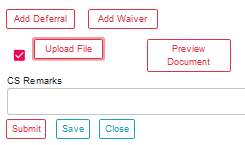 Add Deferral Add Waiver
Upload File Preview
Document
CS Remarks
Submit Save Close